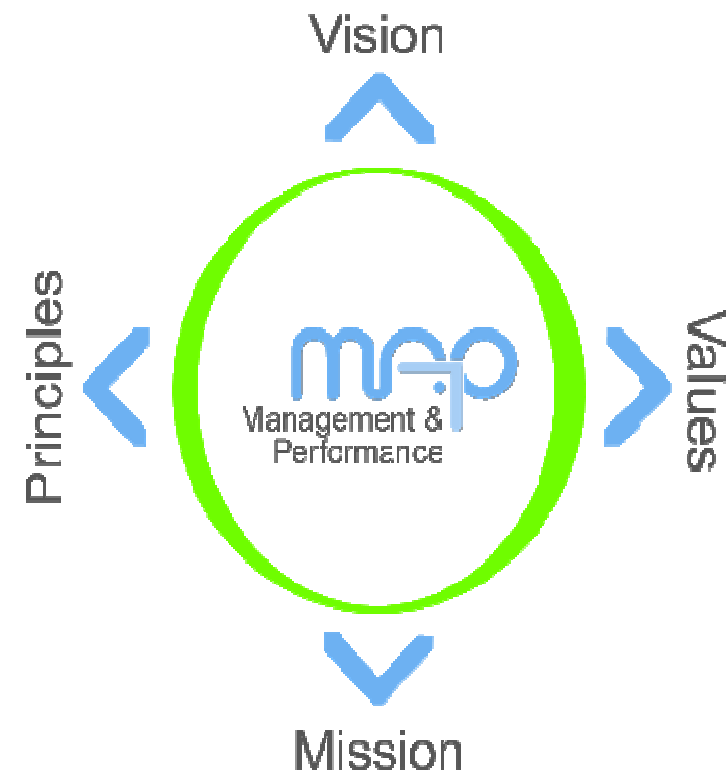 Vision
Principles
map
Management &
Performance
Values
Mission